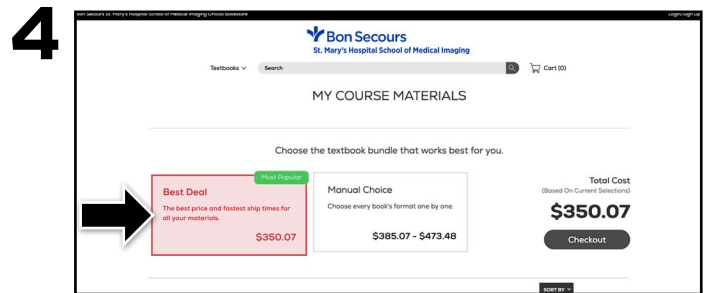 4
Bon Secours St. Mary's Hospital School of Medical Imaging Official Bookstore
Login/Sign Up
Bon Secours
St. Mary's Hospital School of Medical Imaging
Textbooks
Search
Cart (0)
MY COURSE MATERIALS
Choose the textbook bundle that works best for you.
Most Popular
Best Deal
The best price and fastest ship times for
all your materials.
$350.07
Manual Choice
Choose every book's format one by one.
$385.07 - $473.48
Total Cost
(Based On Current Selections)
$350.07
Checkout
SORT BY